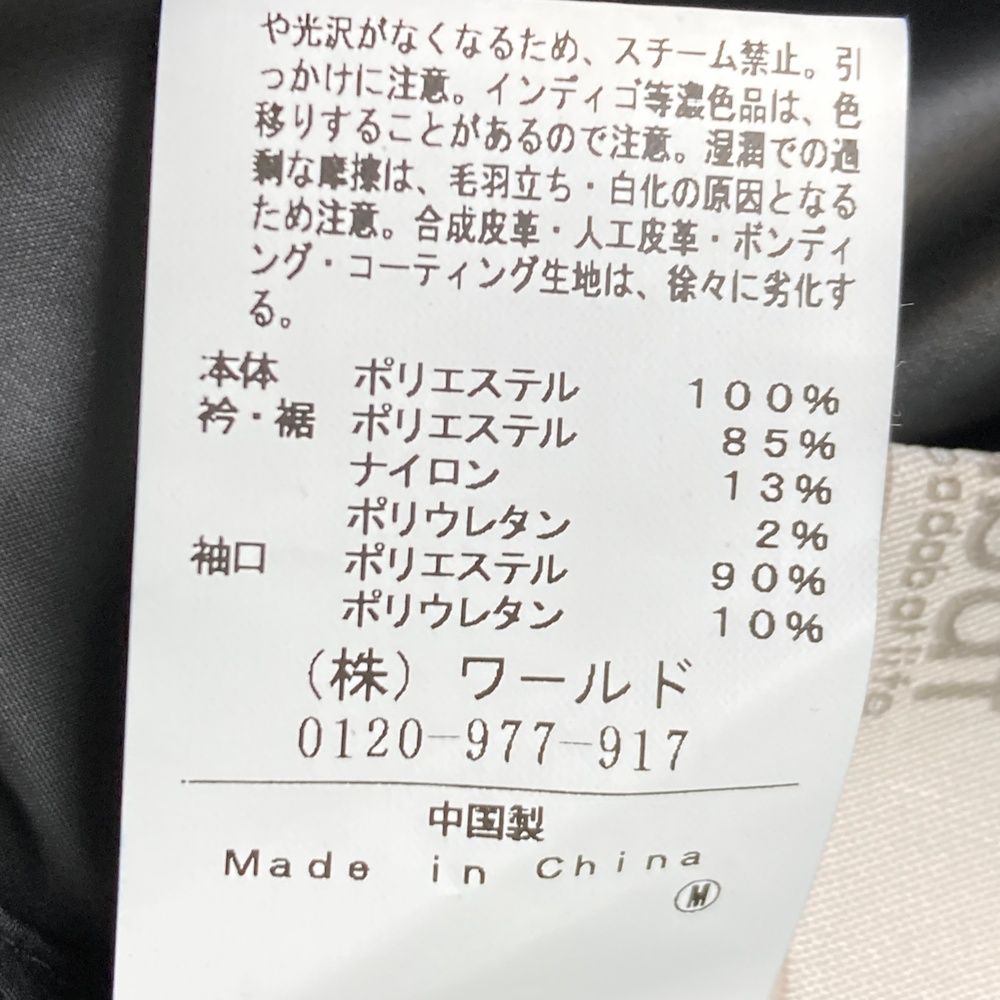 や光沢がなくなるため、スチーム禁止。引
っかけに注意。インディゴ等濃色品は、色
移りすることがあるので注意。湿潤での過
剰な摩擦は、毛羽立ち・白化の原因となる
ため注意。合成皮革・人工皮革・ボンディ
ング・コーティング生地は、徐々に劣化す
る。
本体 ポリエステル 100%
衿・裾 ポリエステル 85%
ナイロン 13%
ポリウレタン 2%
袖口 ポリエステル 90%
ポリウレタン 10%
(株) ワールド
0120-977-917
中国製
Made in China
M